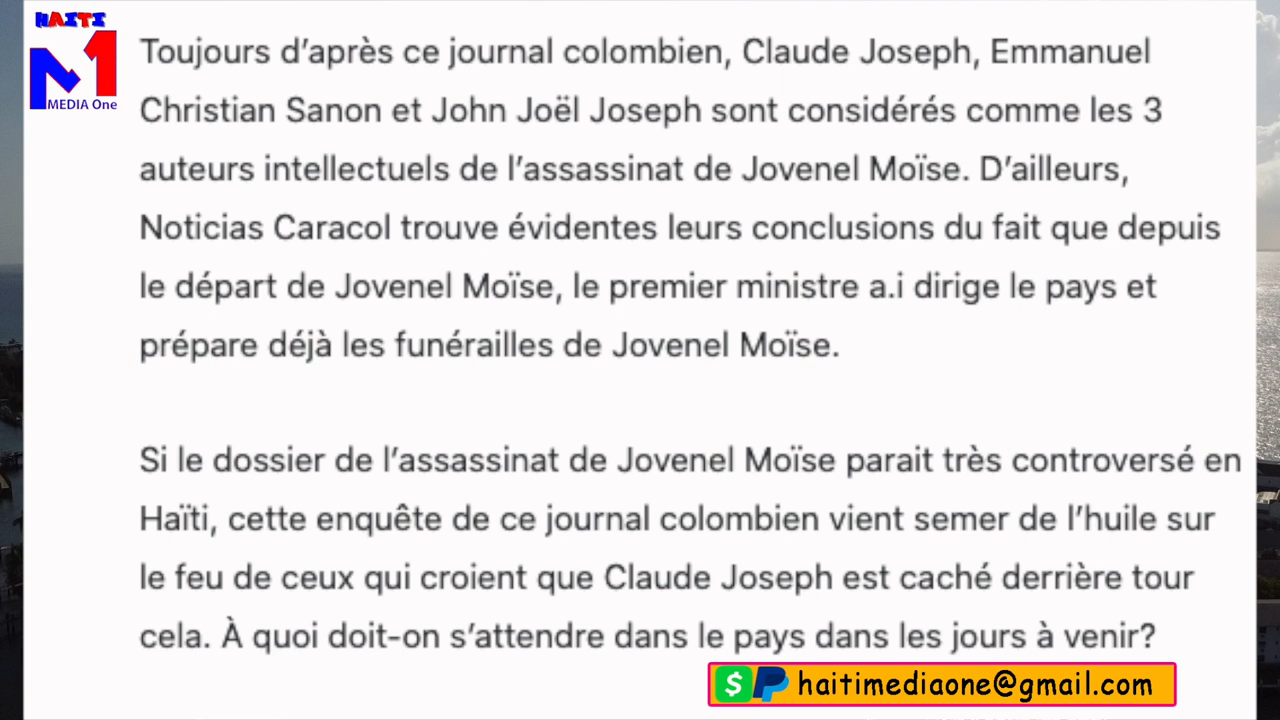 HAITI
M1
MEDIA One
Toujours d’après ce journal colombien, Claude Joseph, Emmanuel
Christian Sanon et John Joël Joseph sont considérés comme les 3
auteurs intellectuels de l’assassinat de Jovenel Moïse. D’ailleurs,
Noticias Caracol trouve évidentes leurs conclusions du fait que depuis
le départ de Jovenel Moïse, le premier ministre a.i dirige le pays et
prépare déjà les funérailles de Jovenel Moïse.
Si le dossier de l’assassinat de Jovenel Moïse parait très controversé en
Haïti, cette enquête de ce journal colombien vient semer de l’huile sur
le feu de ceux qui croient que Claude Joseph est caché derrière tour
cela. À quoi doit-on s’attendre dans le pays dans les jours à venir?
$ P haitimediaone@gmail.com